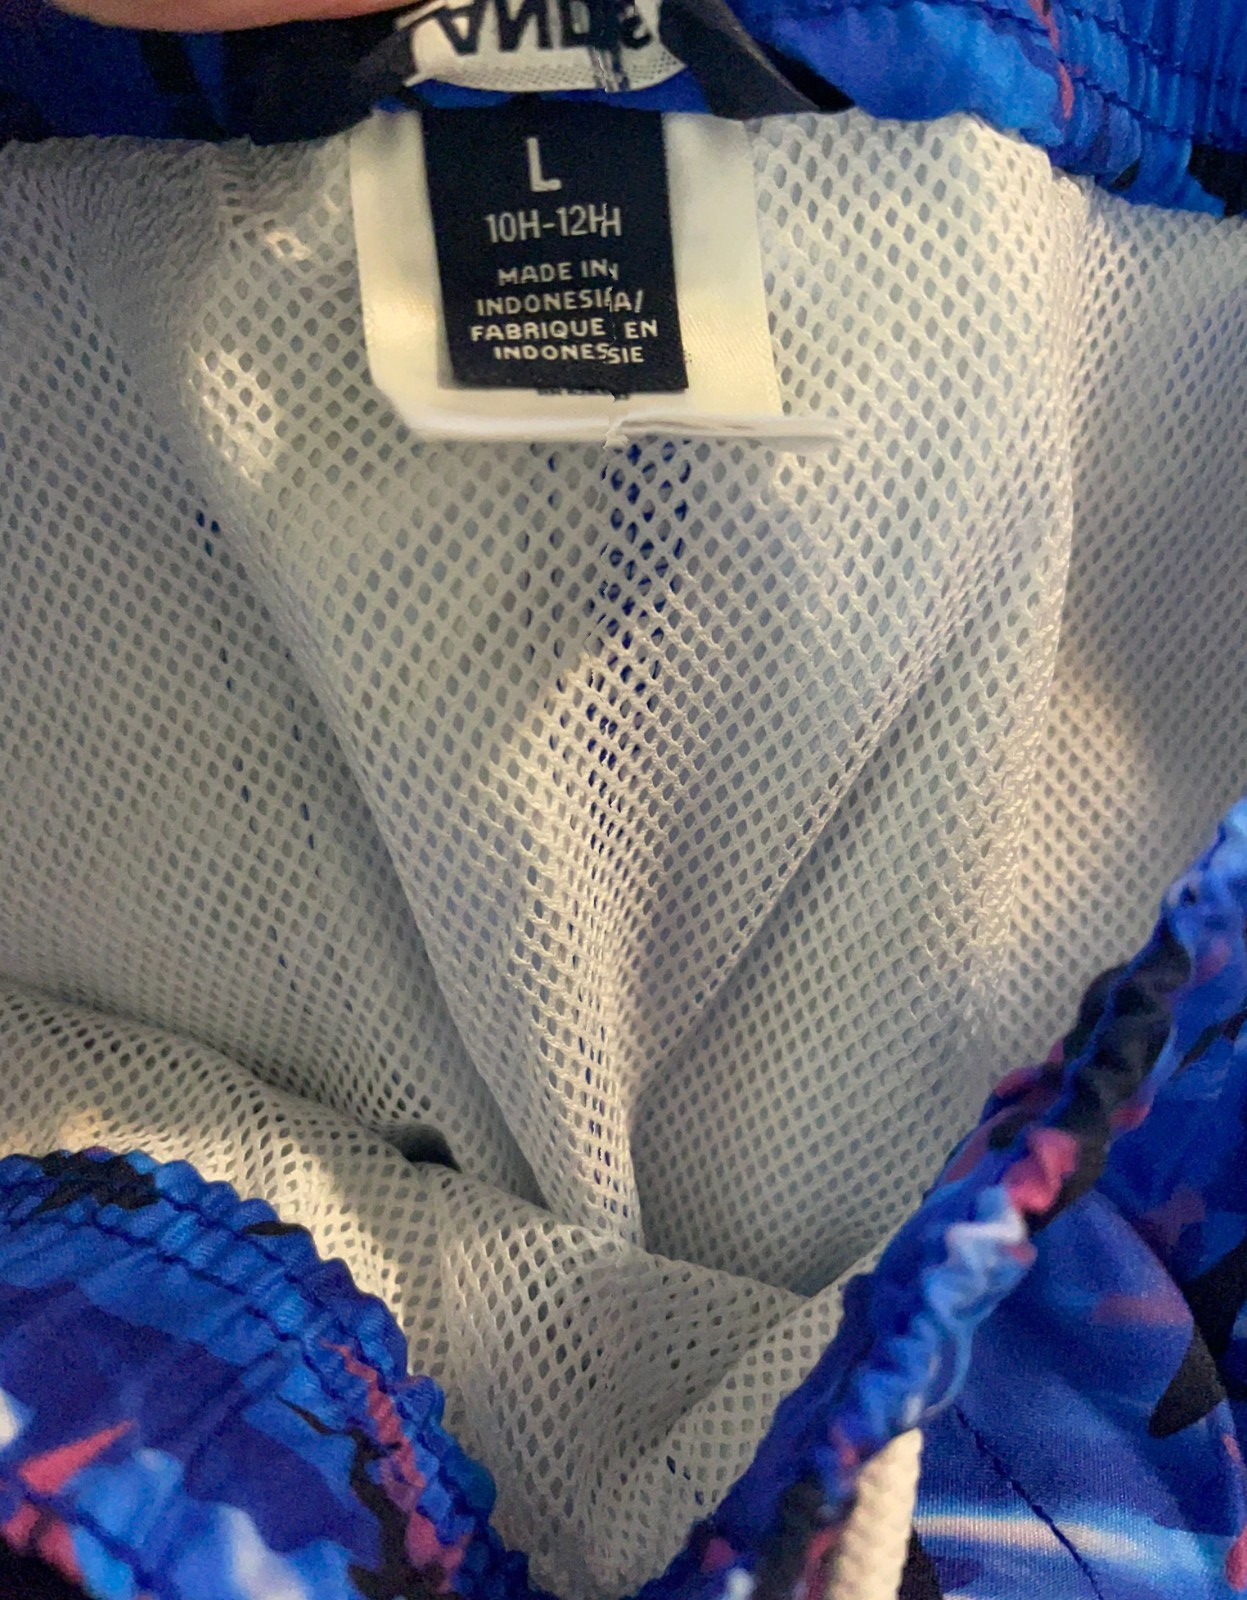 L
10H-12H
MADE IN
INDONESIA/
FABRIQUE EN
INDONESIE